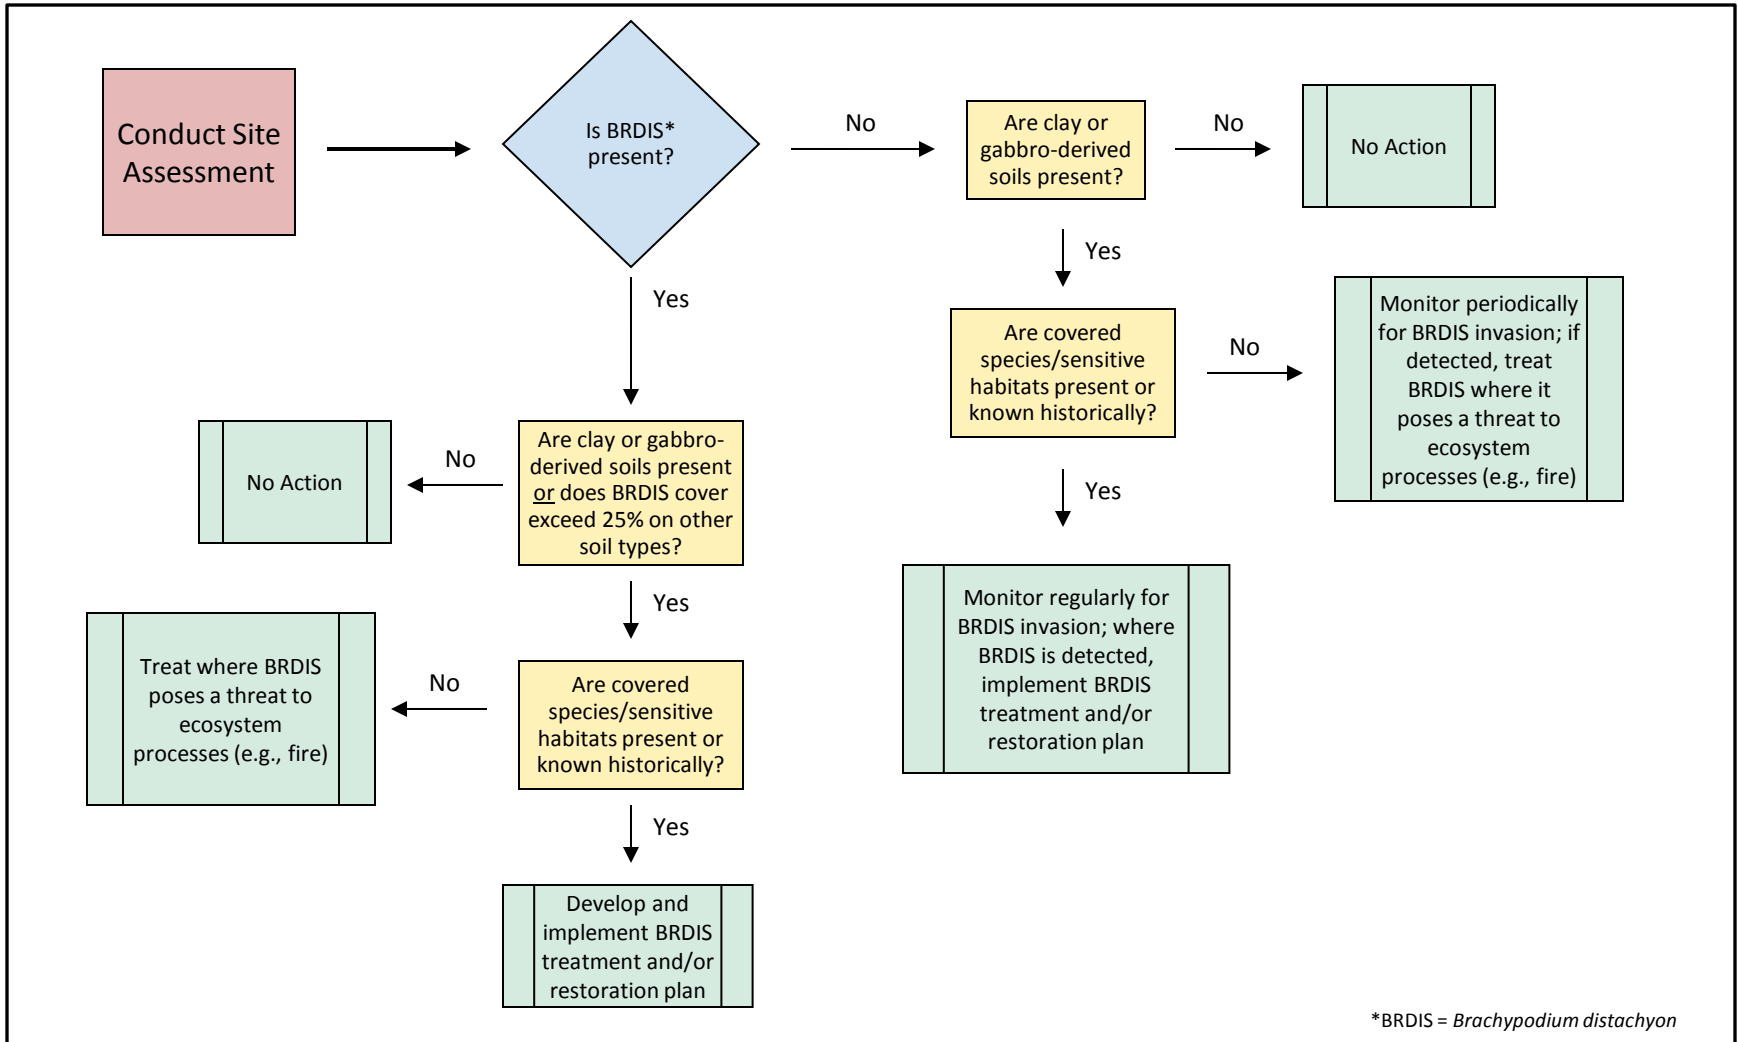 Conduct Site
Assessment
Is BRDIS*
present?
No
Are clay or
gabbro-derived
soils present?
No
No Action
Yes
Yes
Are covered
species/sensitive
habitats present or
known historically?
No
Monitor periodically
for BRDIS invasion; if
detected, treat
BRDIS where it
poses a threat to
ecosystem
processes (e.g., fire)
Yes
Monitor regularly for
BRDIS invasion; where
BRDIS is detected,
implement BRDIS
treatment and/or
restoration plan
Are clay or gabbro-
derived soils present
or does BRDIS cover
exceed 25% on other
soil types?
No
No Action
Yes
Are covered
species/sensitive
habitats present or
known historically?
No
Treat where BRDIS
poses a threat to
ecosystem
processes (e.g., fire)
Yes
Develop and
implement BRDIS
treatment and/or
restoration plan
*BRDIS = Brachypodium distachyon